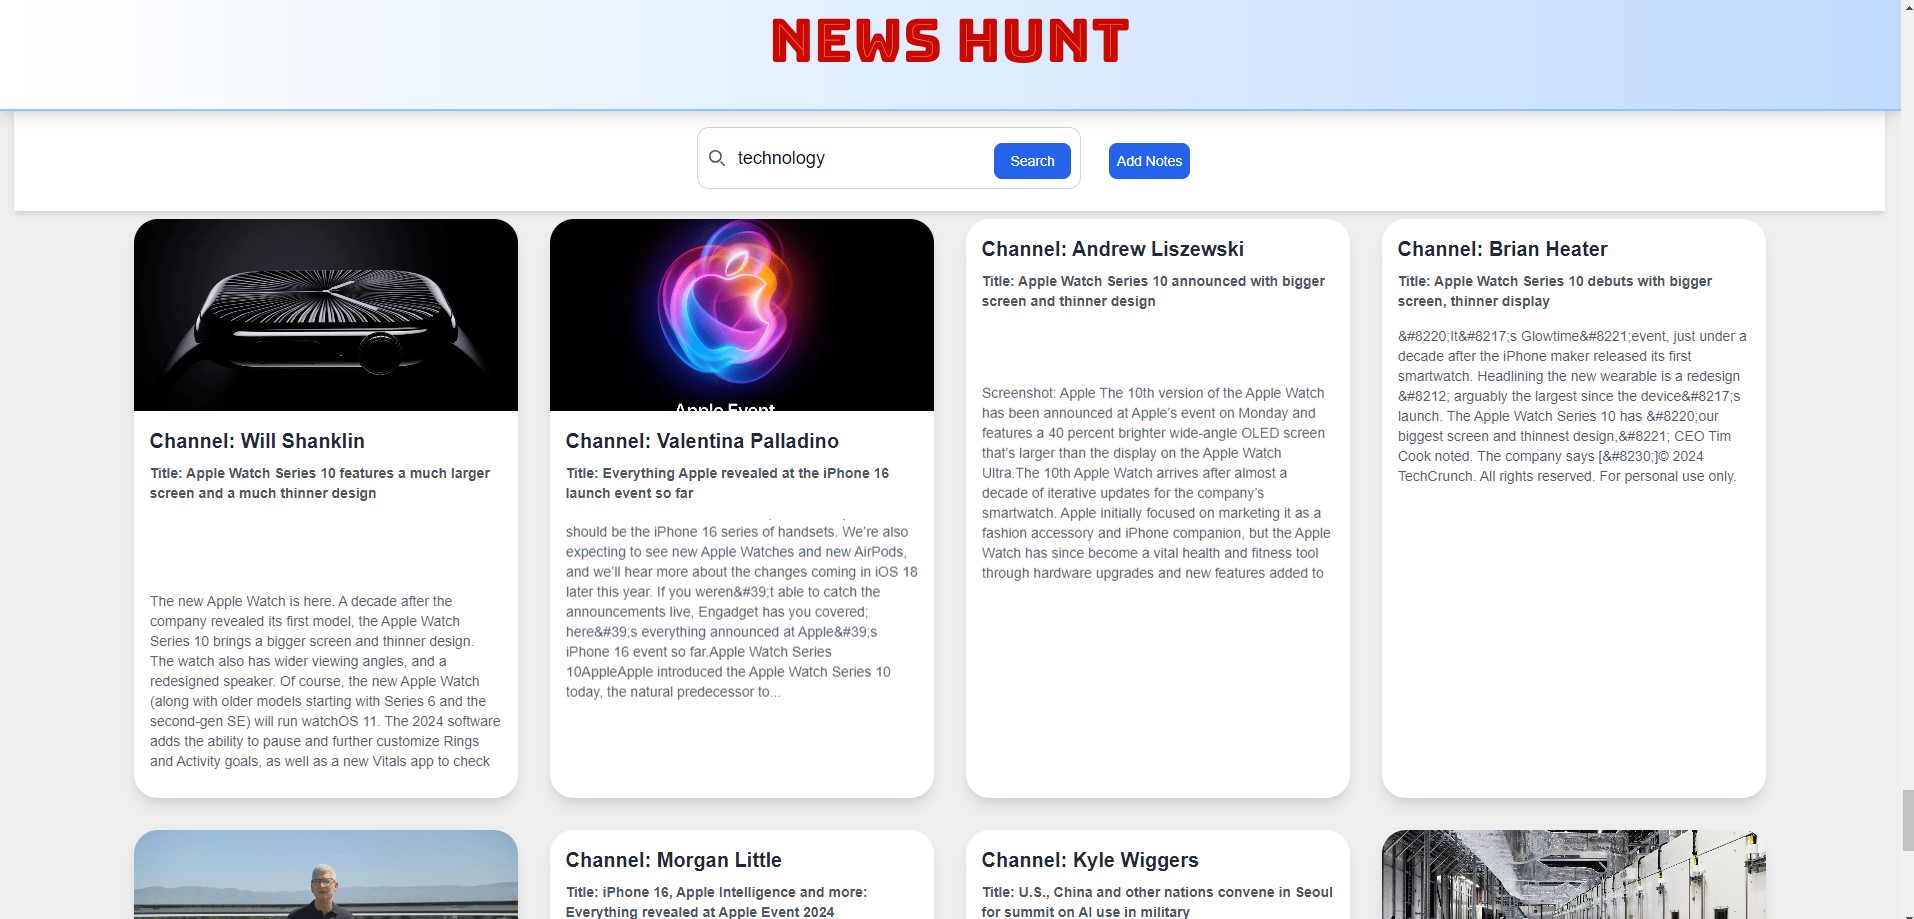 NEWS HUNT
technology
Search
Add Notes
Channel: Will Shanklin
Title: Apple Watch Series 10 features a much larger
screen and a much thinner design
The new Apple Watch is here. A decade after the
company revealed its first model, the Apple Watch
Series 10 brings a bigger screen and thinner design.
The watch also has wider viewing angles, and a
redesigned speaker. Of course, the new Apple Watch
(along with older models starting with Series 6 and the
second-gen SE) will run watchOS 11. The 2024 software
adds the ability to pause and further customize Rings
and Activity goals, as well as a new Vitals app to check
Apple Event
Channel: Valentina Palladino
Title: Everything Apple revealed at the iPhone 16
launch event so far
should be the iPhone 16 series of handsets. We’re also
expecting to see new Apple Watches and new AirPods,
and we’ll hear more about the changes coming in iOS 18
later this year. If you weren&#39;t able to catch the
announcements live, Engadget has you covered;
here&#39;s everything announced at Apple&#39;s
iPhone 16 event so far.Apple Watch Series
10AppleApple introduced the Apple Watch Series 10
today, the natural predecessor to...
Channel: Andrew Liszewski
Title: Apple Watch Series 10 announced with bigger
screen and thinner design
Screenshot: Apple The 10th version of the Apple Watch
has been announced at Apple’s event on Monday and
features a 40 percent brighter wide-angle OLED screen
that’s larger than the display on the Apple Watch
Ultra.The 10th Apple Watch arrives after almost a
decade of iterative updates for the company’s
smartwatch. Apple initially focused on marketing it as a
fashion accessory and iPhone companion, but the Apple
Watch has since become a vital health and fitness tool
through hardware upgrades and new features added to
Channel: Brian Heater
Title: Apple Watch Series 10 debuts with bigger
screen, thinner display
&#8220;It&#8217;s Glowtime&#8221;event, just under a
decade after the iPhone maker released its first
smartwatch. Headlining the new wearable is a redesign
&#8212; arguably the largest since the device&#8217;s
launch. The Apple Watch Series 10 has &#8220;our
biggest screen and thinnest design,&#8221; CEO Tim
Cook noted. The company says [&#8230;]© 2024
TechCrunch. All rights reserved. For personal use only.
Channel: Morgan Little
Title: iPhone 16, Apple Intelligence and more:
Everything revealed at Apple Event 2024
Channel: Kyle Wiggers
Title: U.S., China and other nations convene in Seoul
for summit on AI use in military